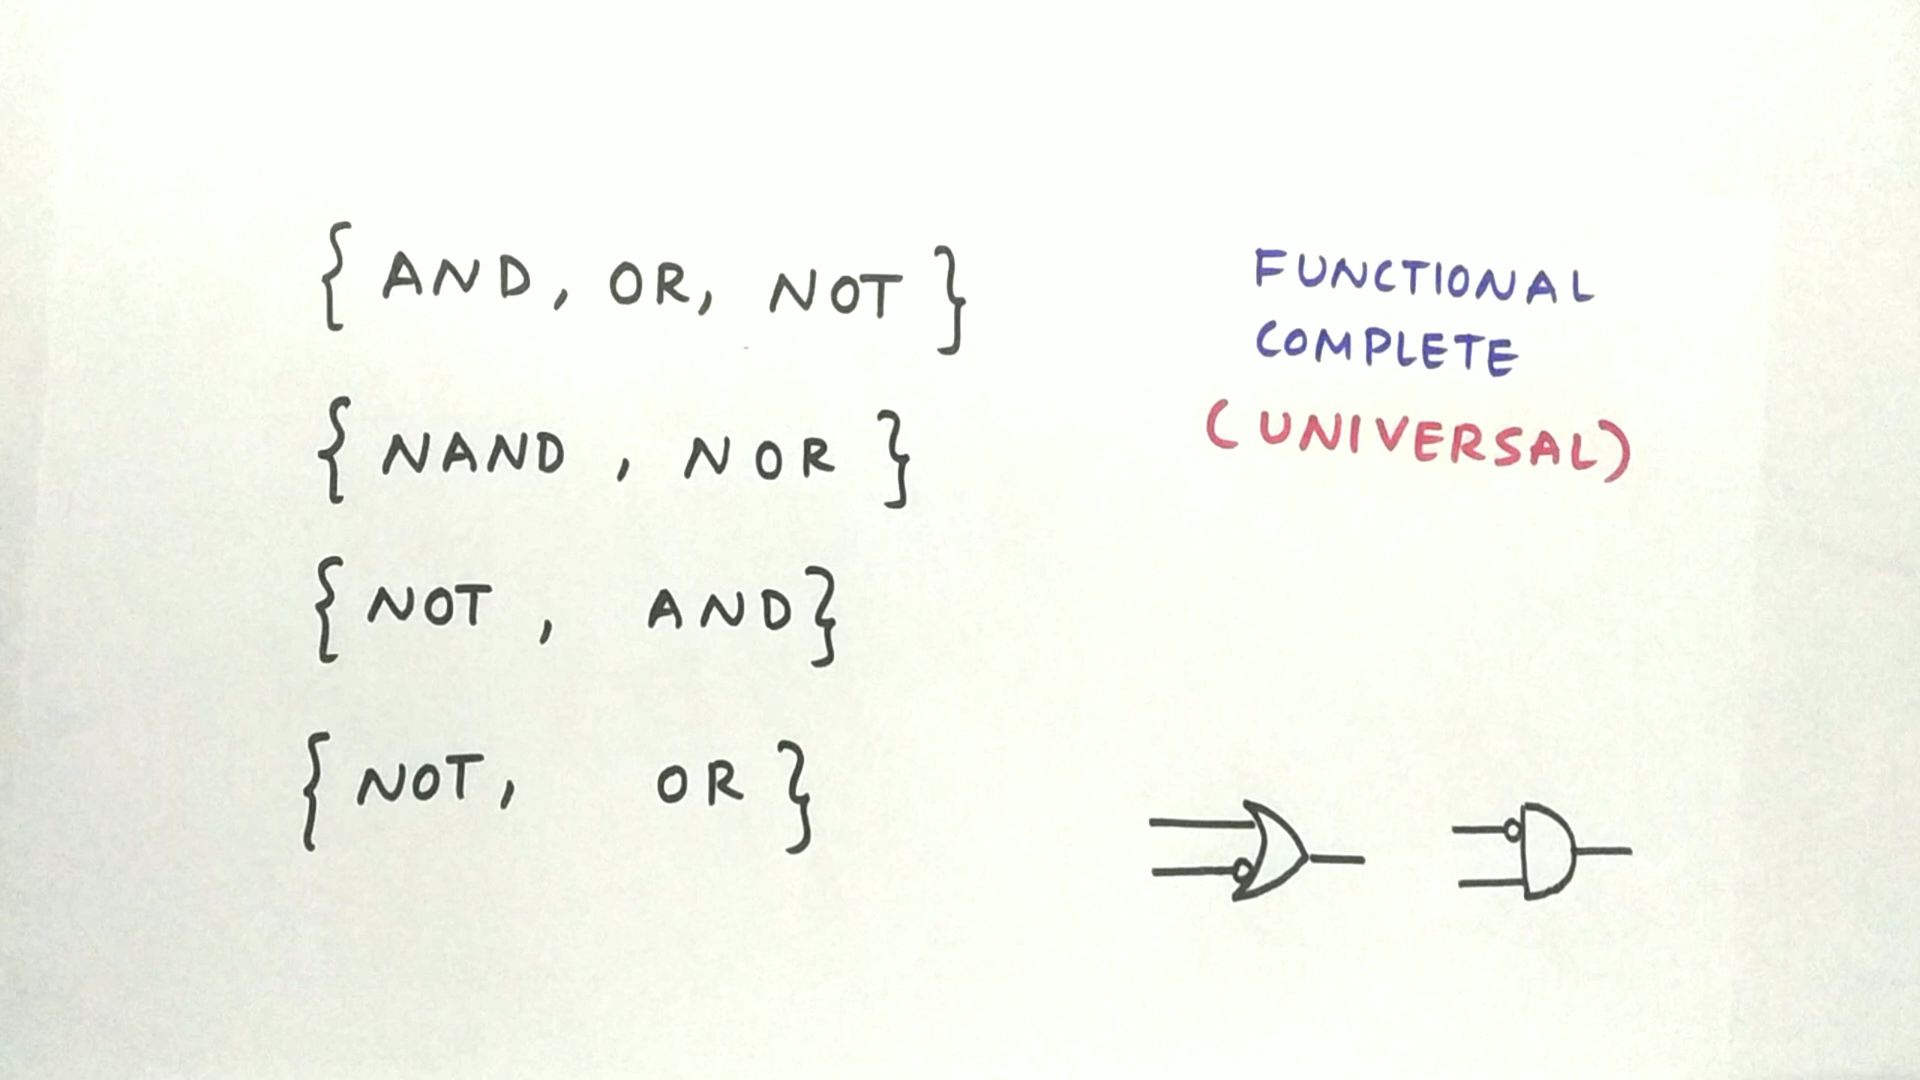 { AND, OR, NOT }
{ NAND , NOR }
{ NOT , AND }
{ NOT, OR }
FUNCTIONAL
COMPLETE
(UNIVERSAL)